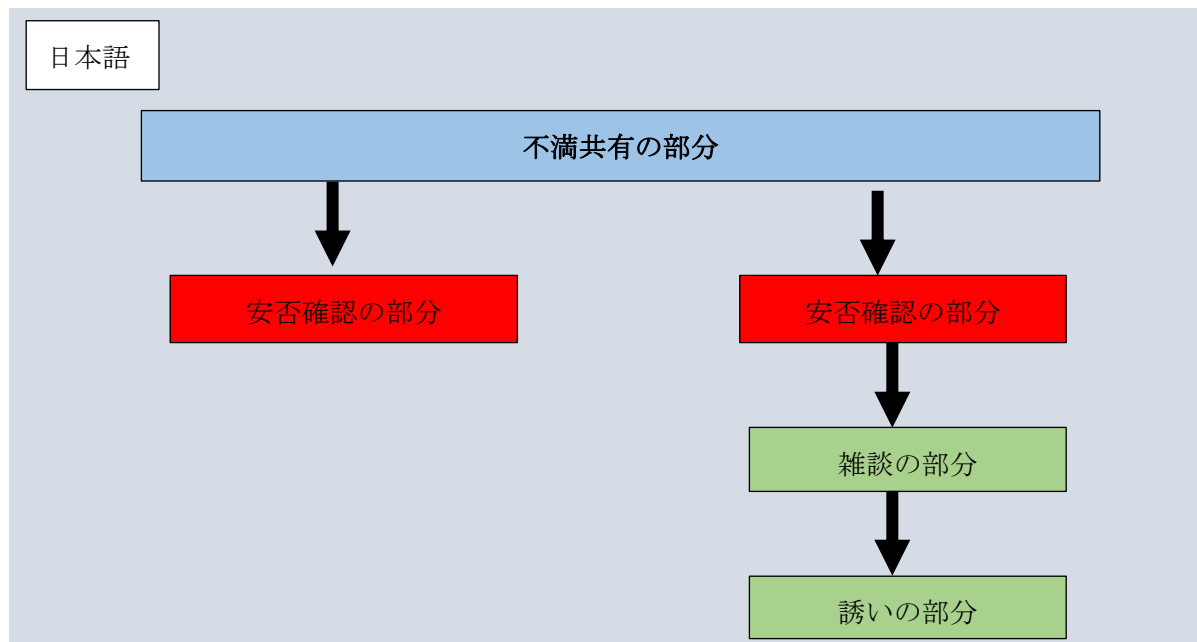 日本語
不満共有の部分
安否確認の部分
安否確認の部分
雑談の部分
誘いの部分